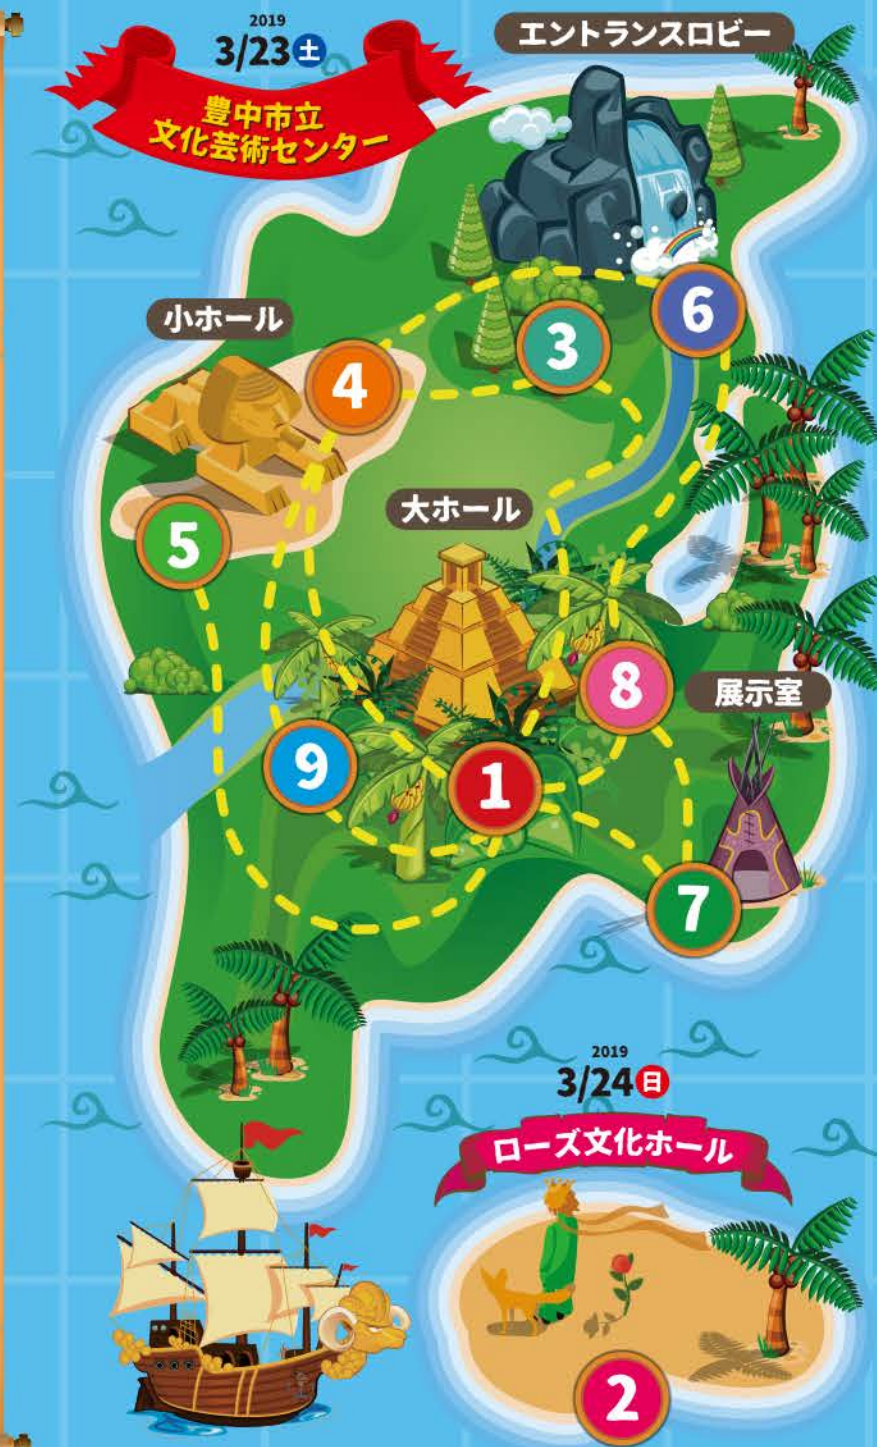 2019
3/23土
豊中市立
文化芸術センター
エントランスロビー
小ホール
6
3
4
大ホール
5
8
展示室
9
1
7
2019
3/24日
ローズ文化ホール
2